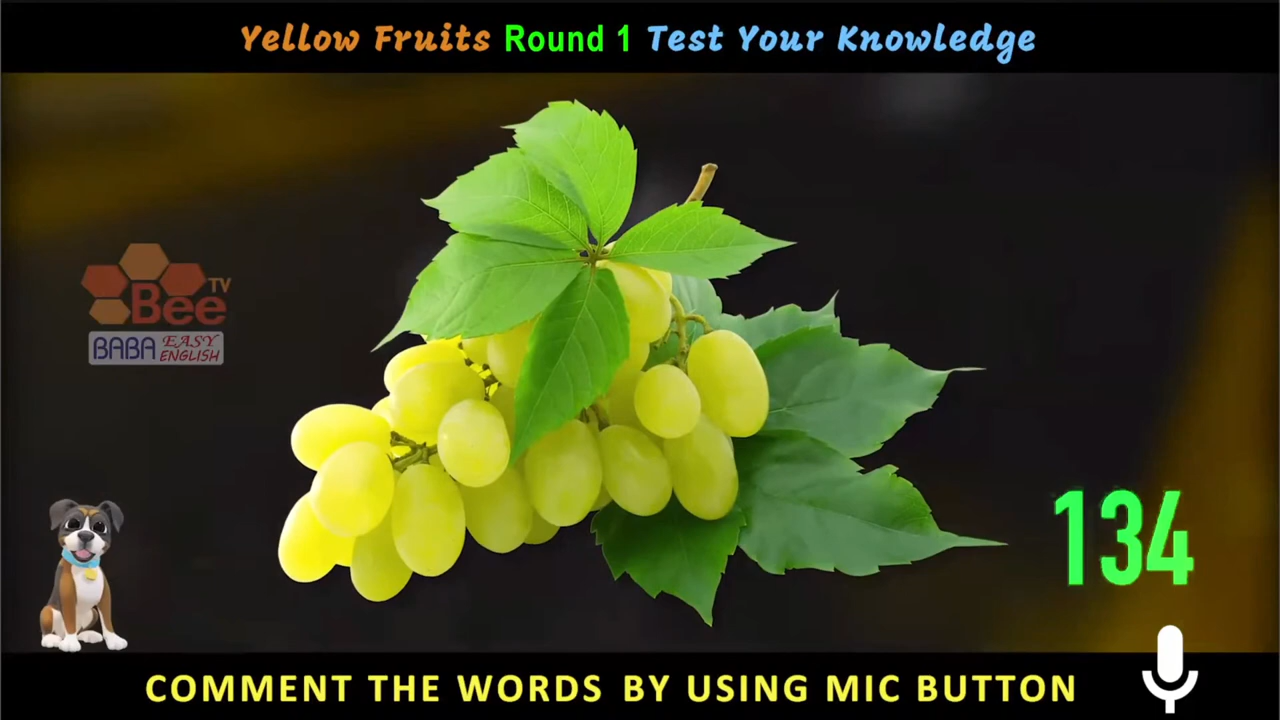 Yellow Fruits Round 1 Test Your Knowledge
Bee TV
BABA EASY ENGLISH
134
COMMENT THE WORDS BY USING MIC BUTTON